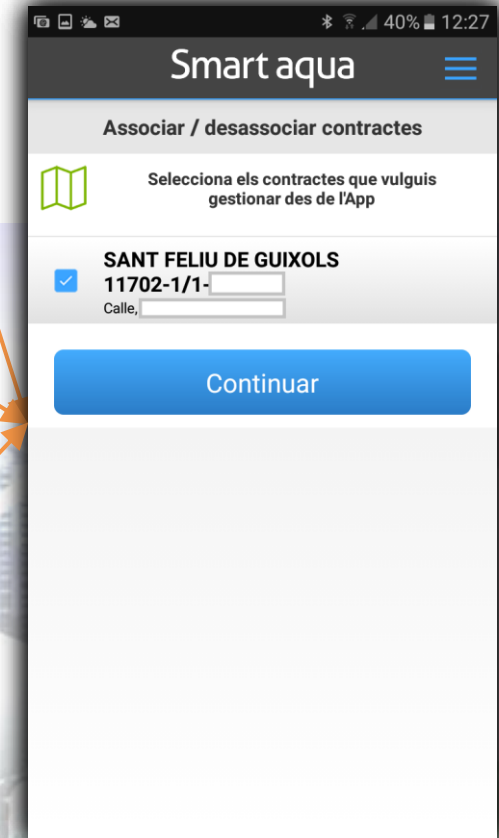 40% 12:27
Smart aqua
Associar / desassociar contractes
Selecciona els contractes que vulguis
gestionar des de l'App
SANT FELIU DE GUIXOLS
11702-1/1-
Calle,
Continuar